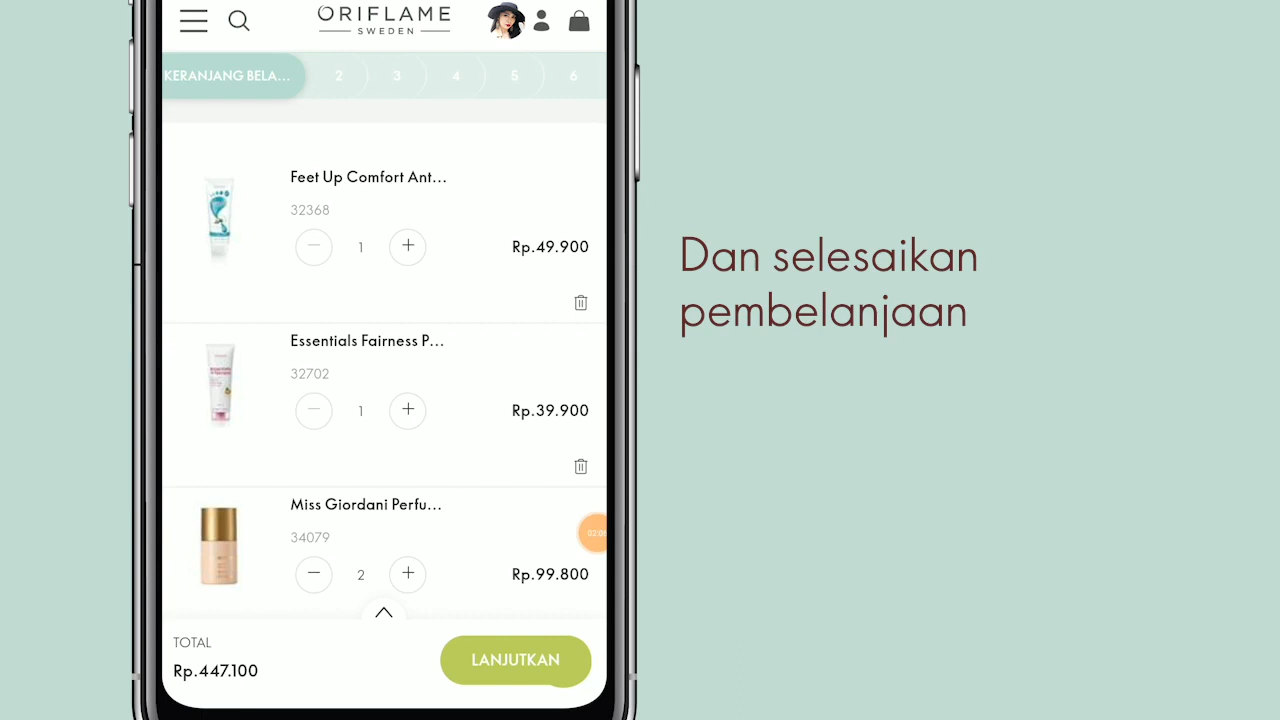 ORIFLAME
SWEDEN
KERANJANG BELA...
2
3
4
5
6
Feet Up Comfort Ant...
32368
1
Rp.49.900
Essentials Fairness P...
32702
1
Rp.39.900
Miss Giordani Perfu...
34079
2
Rp.99.800
TOTAL
Rp.447.100
LANJUTKAN
Dan selesaikan
pembelanjaan